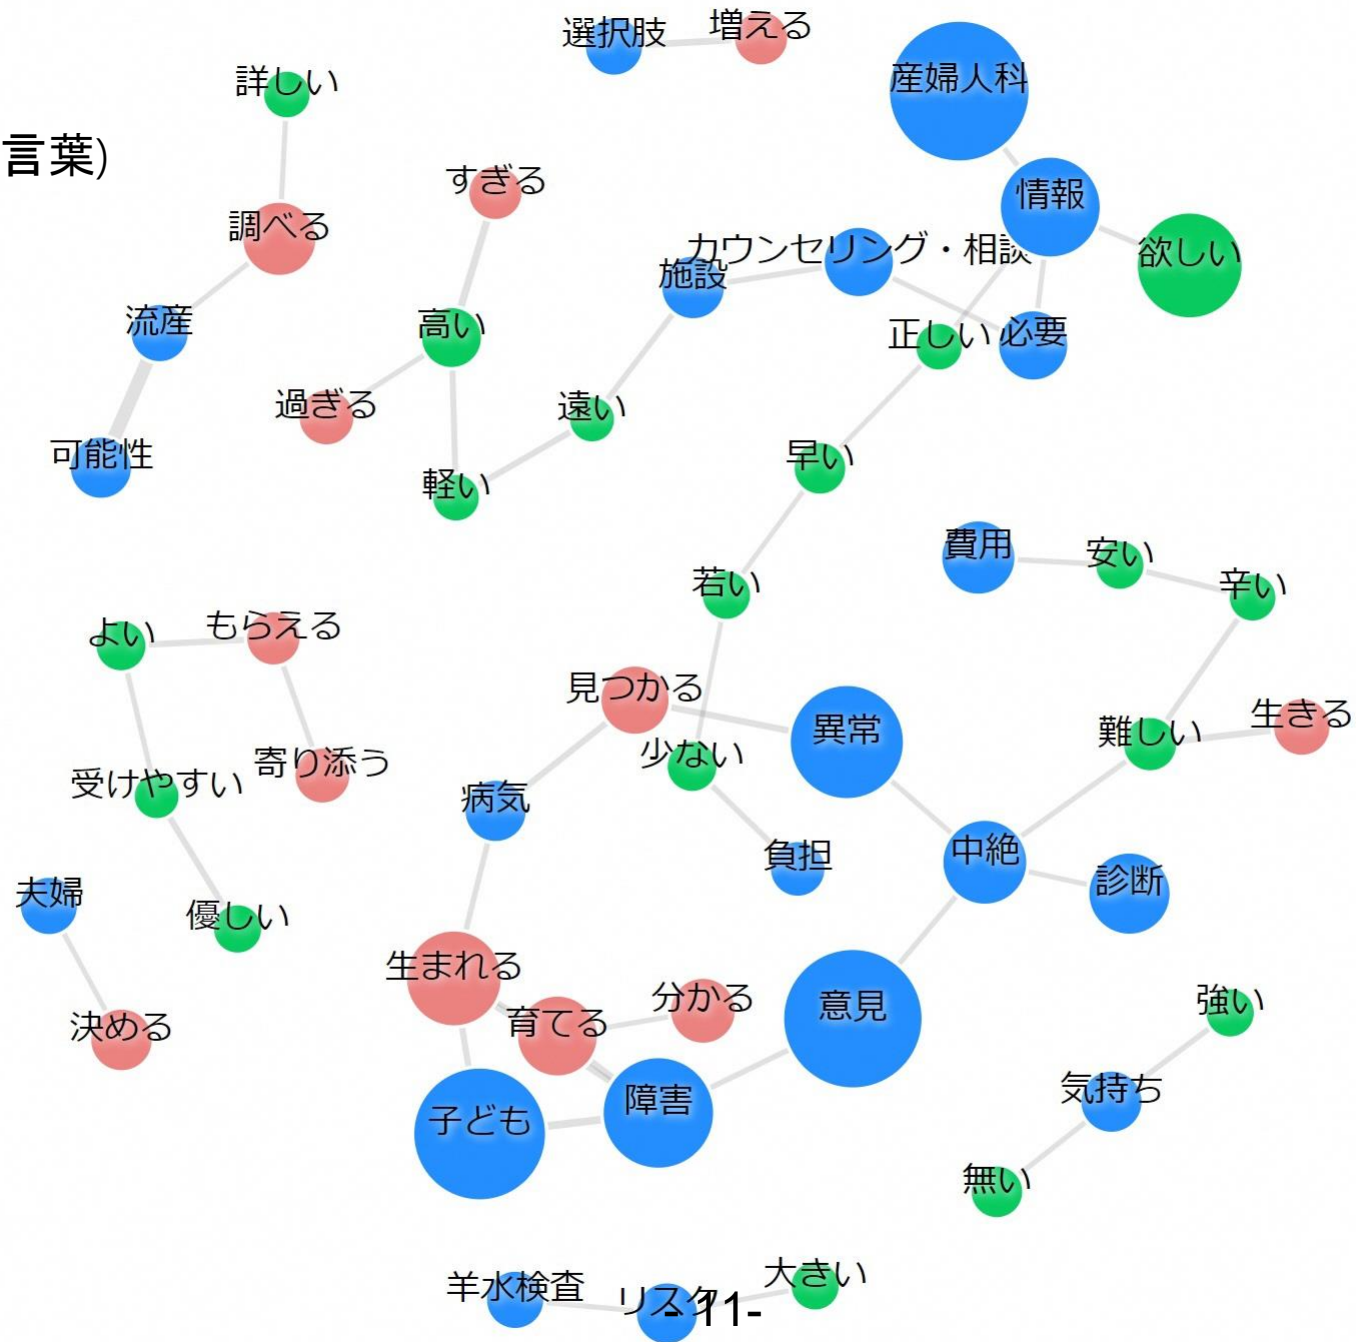 選択肢
増える
産婦人科
詳しい
言葉)
すぎる
情報
調べる
カウンセリング・相談
欲しい
施設
流産
高い
正しい
必要
過ぎる
遠い
可能性
早い
軽い
費用
安い
若い
辛い
よい
もらえる
見つかる
異常
生きる
少ない
難しい
寄り添う
受けやすい
病気
負担
中絶
診断
夫婦
優しい
生まれる
分かる
意見
強い
育てる
決める
気持ち
子ども
障害
無い
大きい
羊水検査
リスク
- 11-